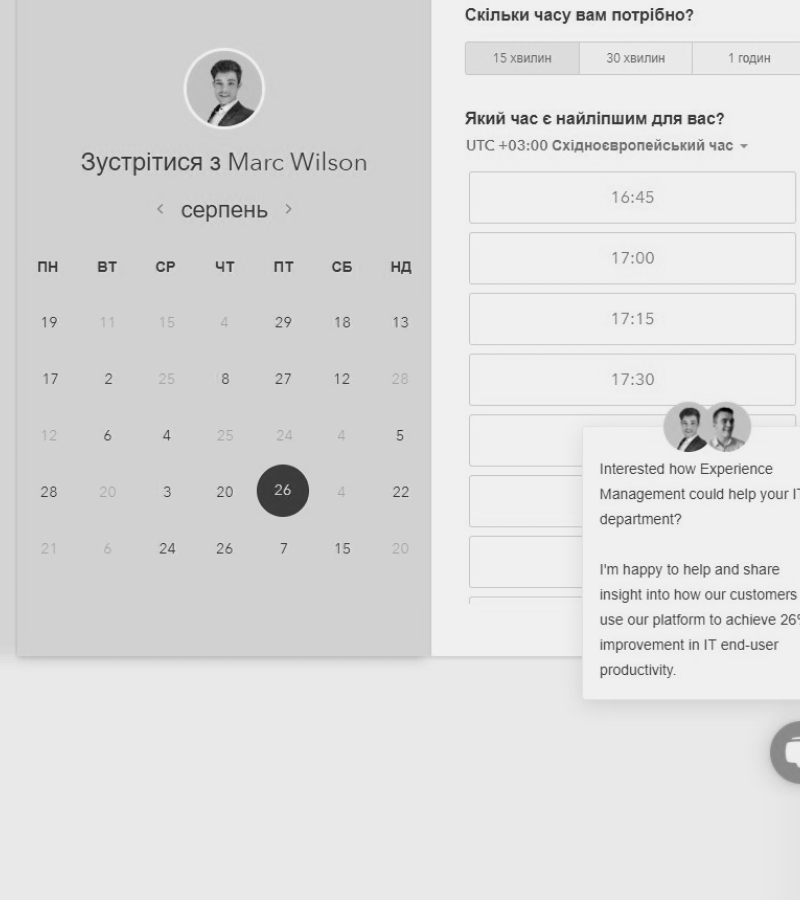 Зустрітися з Marc Wilson
серпень
ПН ВТ СР ЧТ ПТ СБ НД
19 11 15 4 29 18 13
17 2 25 8 27 12 28
12 6 4 25 24 4 5
28 20 3 20 26 4 22
21 6 24 26 7 15 20
Скільки часу вам потрібно?
15 хвилин 30 хвилин 1 годин
Який час є найліпшим для вас?
UTC +03:00 Східноєвропейський час
16:45
17:00
17:15
17:30
Interested how Experience
Management could help your IT
department?
I'm happy to help and share
insight into how our customers
use our platform to achieve 26%
improvement in IT end-user
productivity.